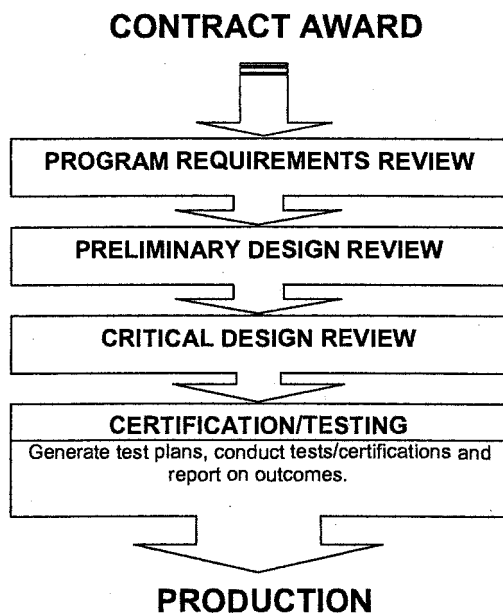 CONTRACT AWARD
PROGRAM REQUIREMENTS REVIEW
PRELIMINARY DESIGN REVIEW
CRITICAL DESIGN REVIEW
CERTIFICATION/TESTING
Generate test plans, conduct tests/certifications and
report on outcomes.
PRODUCTION